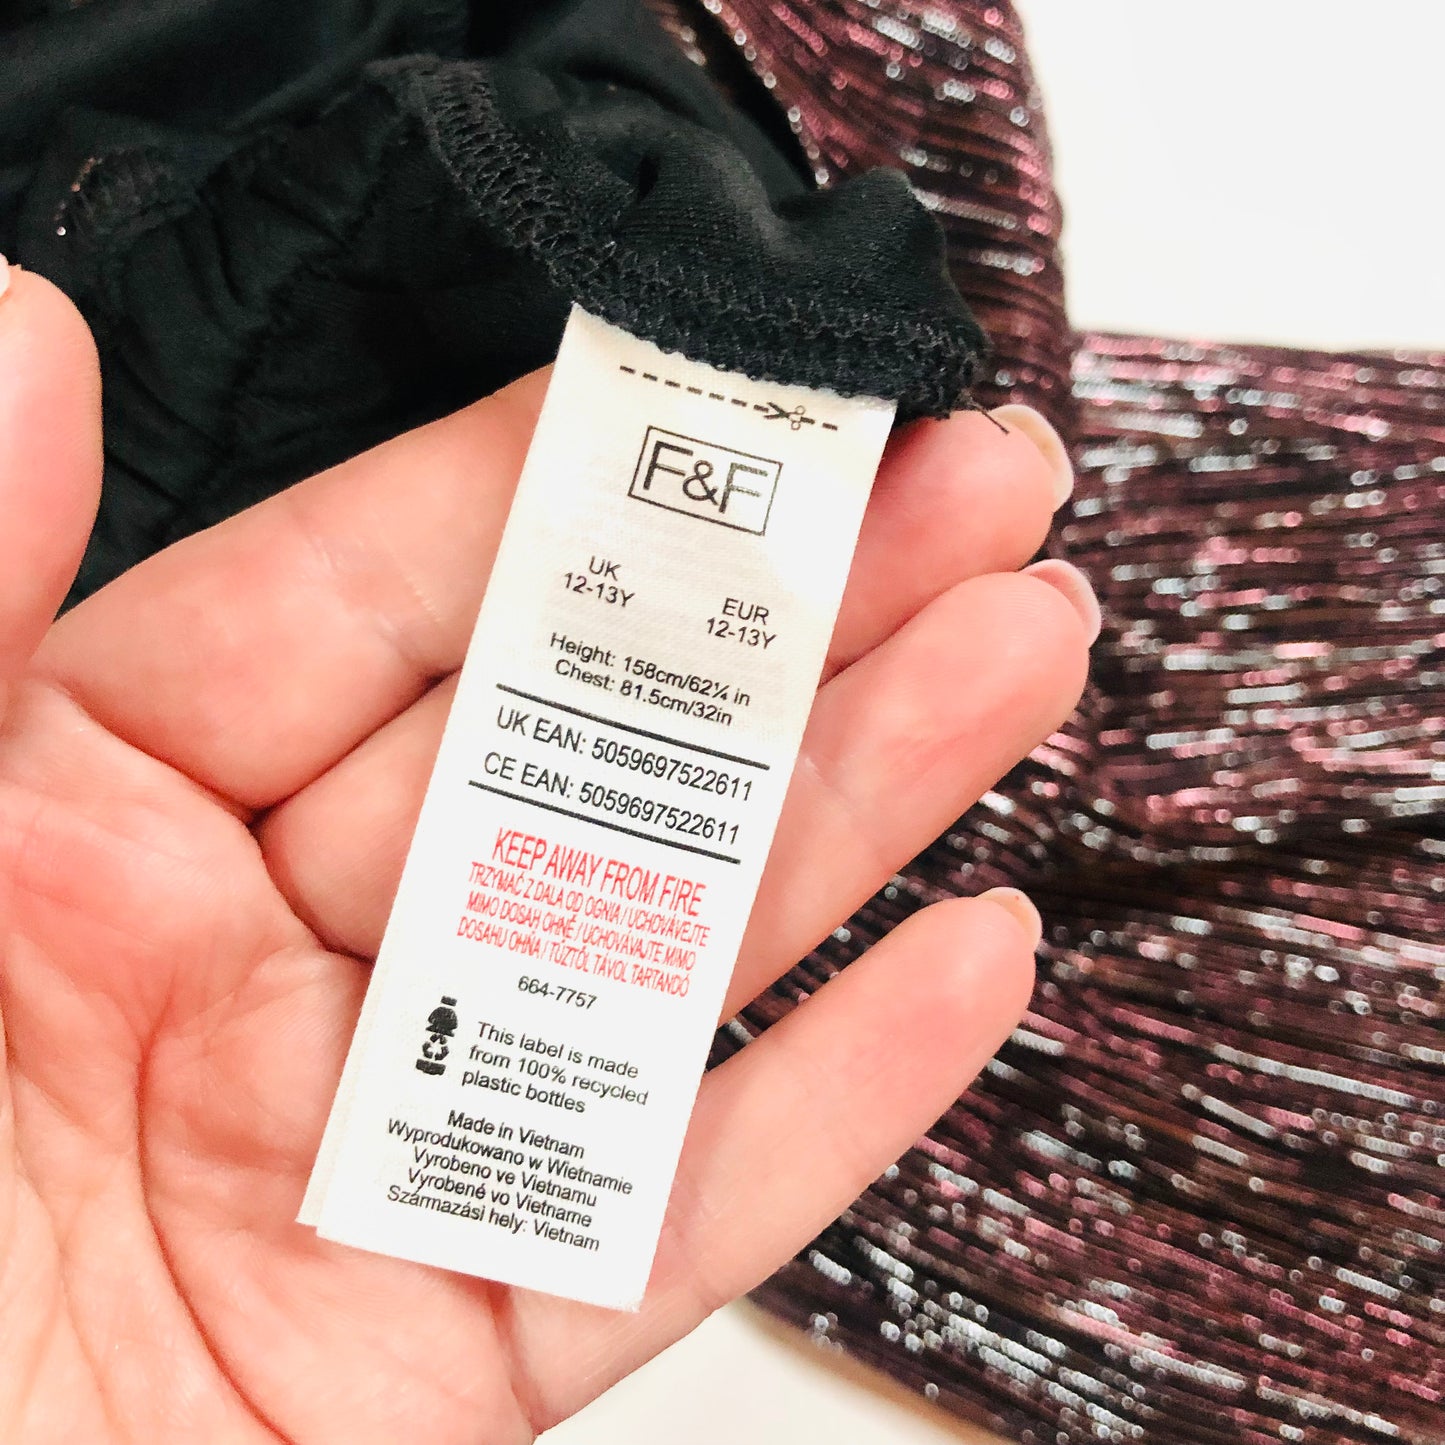 F&F
UK
12-13Y
EUR
12-13Y
Height: 158cm/62¼ in
Chest: 81.5cm/32in
UK EAN: 5059697522611
CE EAN: 5059697522611
KEEP AWAY FROM FIRE
TRZYMAĆ Z DALA OD OGNIA / UCHOVÁVEJTE
MIMO DOSAH OHNĚ / UCHOVÁVAJTE MIMO
DOSAHU OHŇA / TŰZTŐL TÁVOL TARTANDÓ
664-7757
This label is made
from 100% recycled
plastic bottles
Made in Vietnam
Wyprodukowano w Wietnamie
Vyrobeno ve Vietnamu
Vyrobené vo Vietname
Származási hely: Vietnam